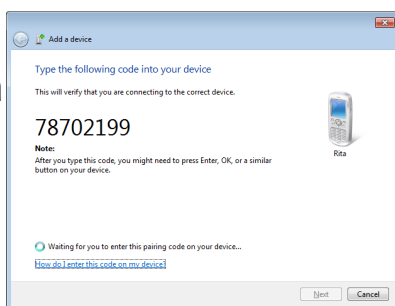 Add a device
Type the following code into your device
This will verify that you are connecting to the correct device.
78702199
Note:
After you type this code, you might need to press Enter, OK, or a similar
button on your device.
Rita
Waiting for you to enter this pairing code on your device...
How do I enter this code on my device?
Next Cancel